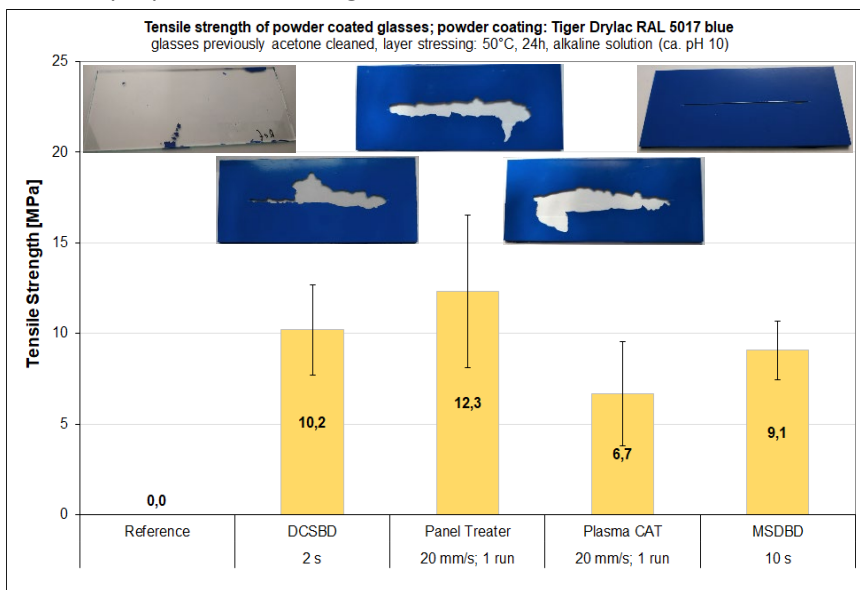 Tensile strength of powder coated glasses; powder coating: Tiger Drylac RAL 5017 blue
glasses previously acetone cleaned, layer stressing: 50°C, 24h, alkaline solution (ca. pH 10)
Tensile Strength [MPa]
25
20
15
10
5
0
0,0
10,2
12,3
6,7
9,1
Reference
DCSBD
Panel Treater
Plasma CAT
MSDBD
2 s
20 mm/s; 1 run
20 mm/s; 1 run
10 s